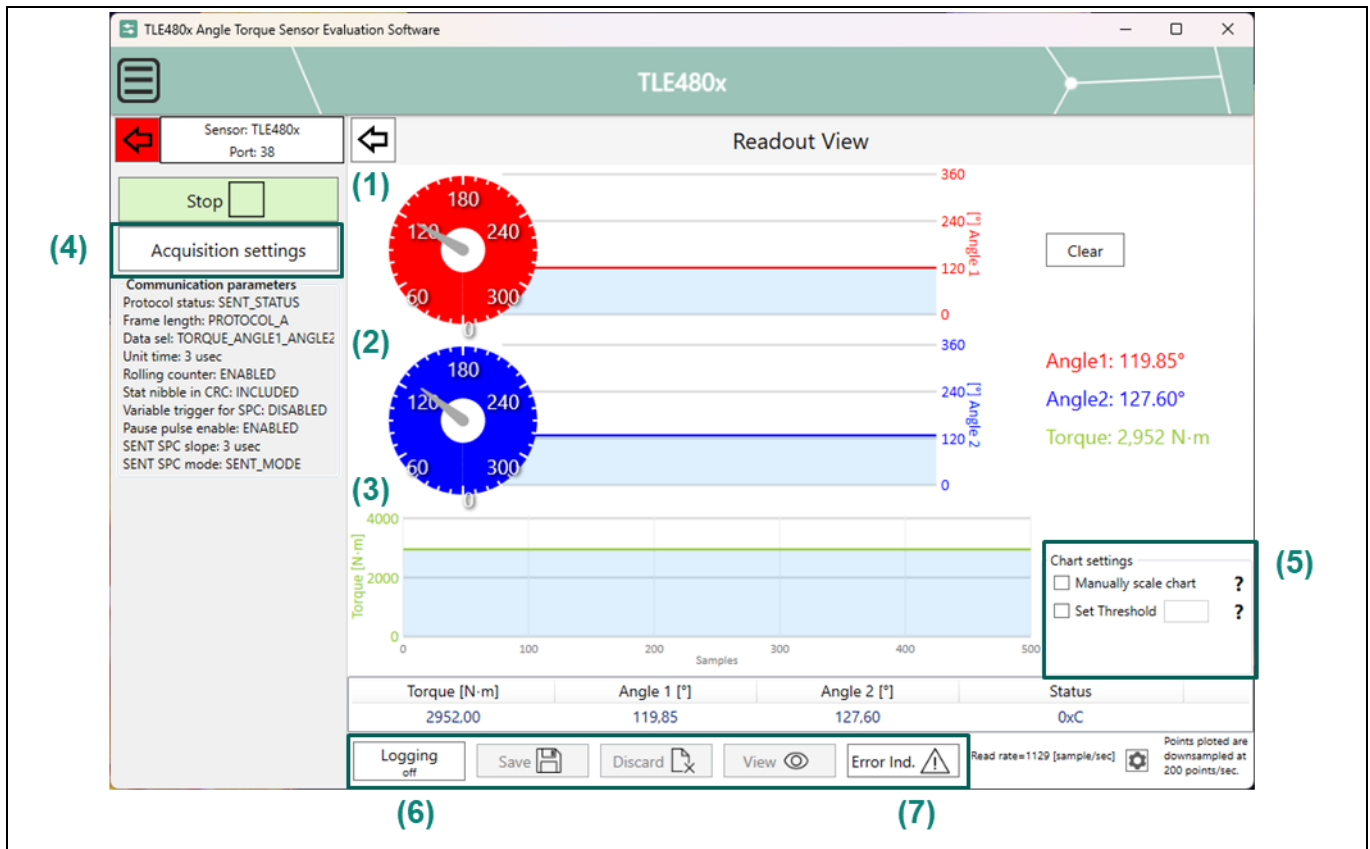 TLE480x Angle Torque Sensor Evaluation Software
TLE480x
Sensor: TLE480x
Port: 38
Readout View
Stop
(4)
Acquisition settings
Communication parameters
Protocol status: SENT_STATUS
Frame length: PROTOCOL_A
Data sel: TORQUE_ANGLE1_ANGLE2
Unit time: 3 usec
Rolling counter: ENABLED
Stat nibble in CRC: INCLUDED
Variable trigger for SPC: DISABLED
Pause pulse enable: ENABLED
SENT SPC slope: 3 usec
SENT SPC mode: SENT_MODE
(1)
180
120
240
60
300
0
360
240
120
0
[°] Angle 1
Clear
(2)
180
120
240
60
300
0
360
240
120
0
[°] Angle 2
Angle1: 119.85°
Angle2: 127.60°
Torque: 2,952 N·m
(3)
4000
2000
0
Torque [N·m]
0
100
200
300
400
500
Samples
(5)
Chart settings
Manually scale chart ?
Set Threshold ?
Torque [N·m] Angle 1 [°] Angle 2 [°] Status
2952,00 119,85 127,60 0xC
Logging
off
Save
Discard
View
Error Ind.
Read rate=1129 [sample/sec]
Points ploted are
downsampled at
200 points/sec.
(6)
(7)